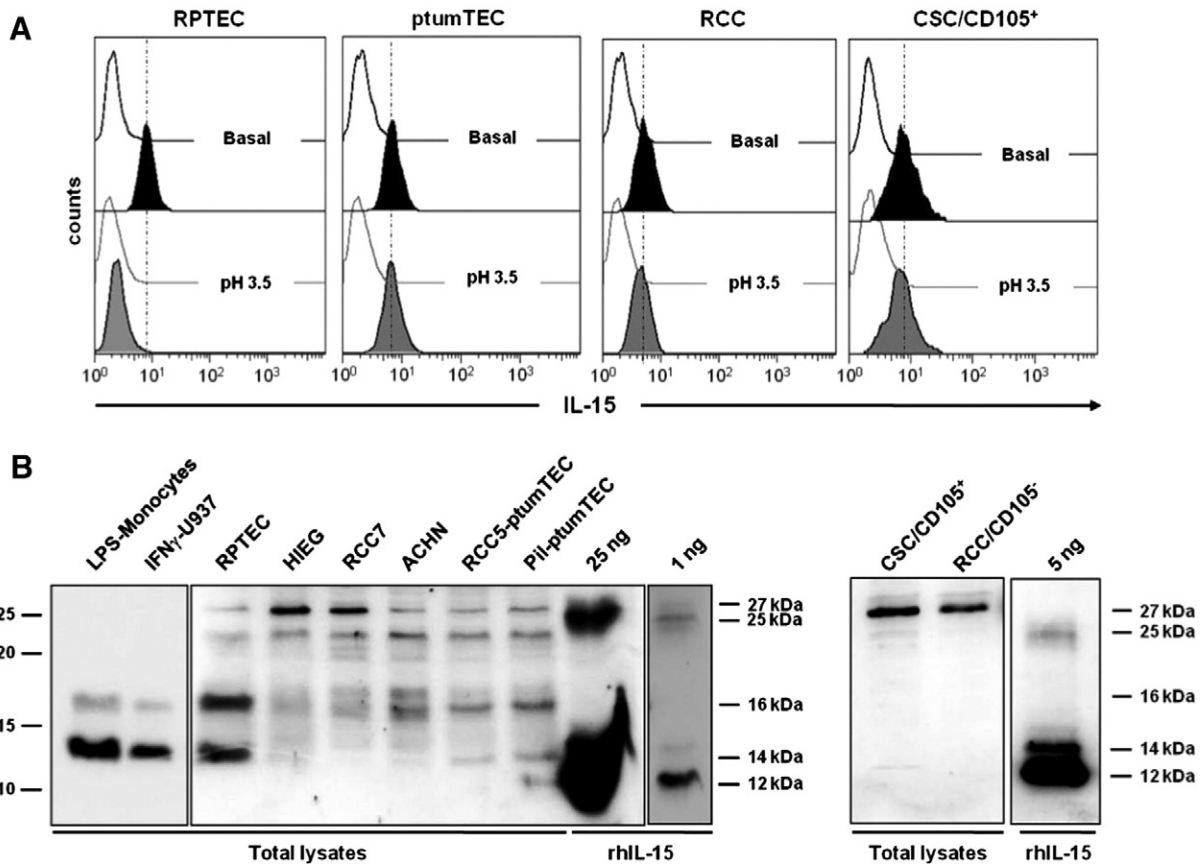 A
RPTEC
ptumTEC
RCC
CSC/CD105⁺
counts
Basal
Basal
Basal
Basal
pH 3.5
pH 3.5
pH 3.5
pH 3.5
10⁰ 10¹ 10² 10³
10⁰ 10¹ 10² 10³
10⁰ 10¹ 10² 10³
10⁰ 10¹ 10² 10³
IL-15
B
LPS-Monocytes
IFNγ-U937
RPTEC
HIEG
RCC7
ACHN
RCC5-ptumTEC
Pil-ptumTEC
25 ng
1 ng
CSC/CD105⁺
RCC/CD105⁻
5 ng
25
20
15
10
27 kDa
25 kDa
16 kDa
14 kDa
12 kDa
27 kDa
25 kDa
16 kDa
14 kDa
12 kDa
Total lysates
rhIL-15
Total lysates
rhIL-15